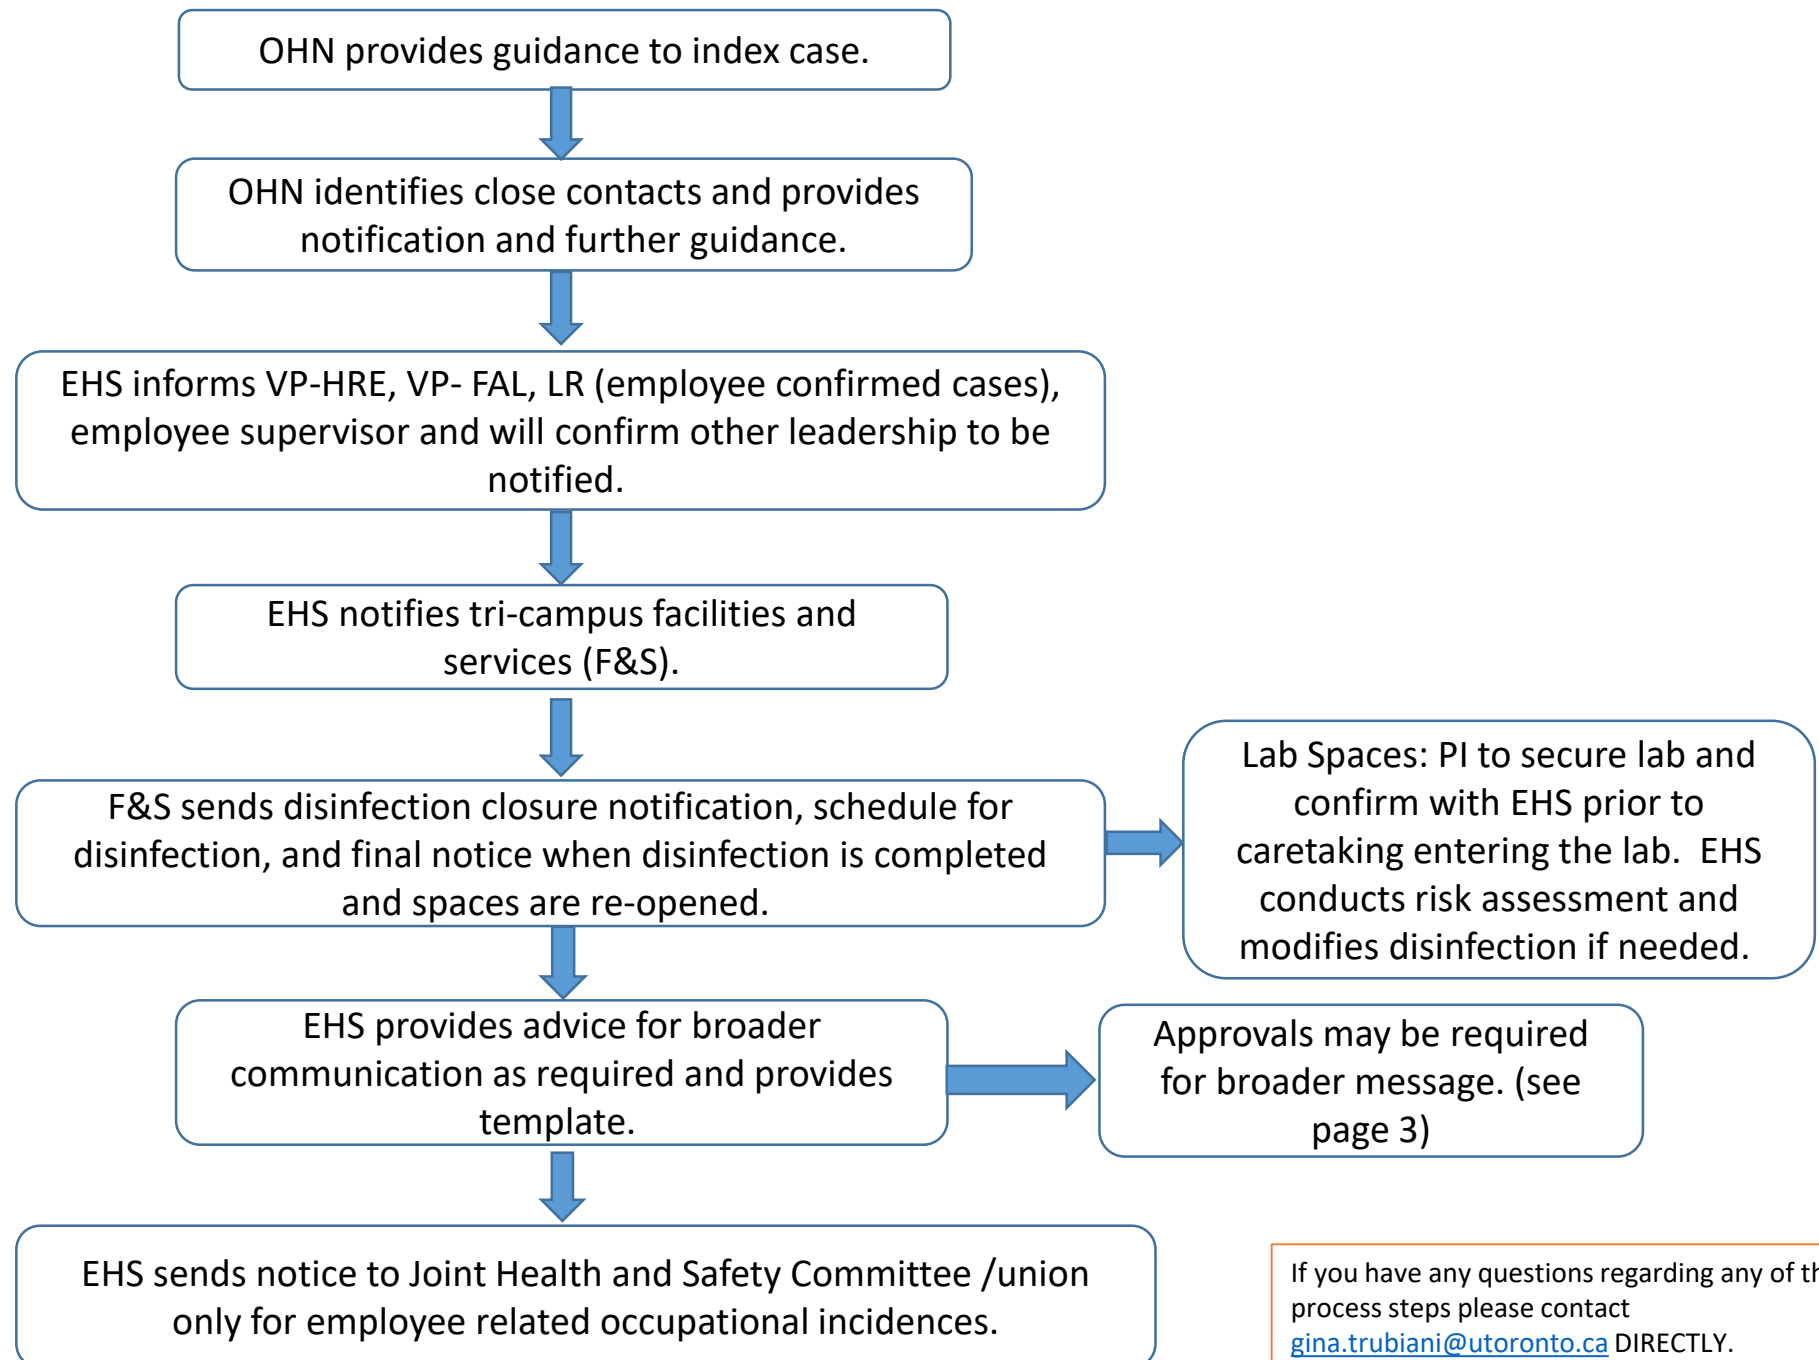 OHN provides guidance to index case.
OHN identifies close contacts and provides
notification and further guidance.
EHS informs VP-HRE, VP- FAL, LR (employee confirmed cases),
employee supervisor and will confirm other leadership to be
notified.
EHS notifies tri-campus facilities and
services (F&S).
F&S sends disinfection closure notification, schedule for
disinfection, and final notice when disinfection is completed
and spaces are re-opened.
Lab Spaces: PI to secure lab and
confirm with EHS prior to
caretaking entering the lab.  EHS
conducts risk assessment and
modifies disinfection if needed.
EHS provides advice for broader
communication as required and provides
template.
Approvals may be required
for broader message. (see
page 3)
EHS sends notice to Joint Health and Safety Committee /union
only for employee related occupational incidences.
If you have any questions regarding any of
process steps please contact
gina.trubiani@utoronto.ca DIRECTLY.